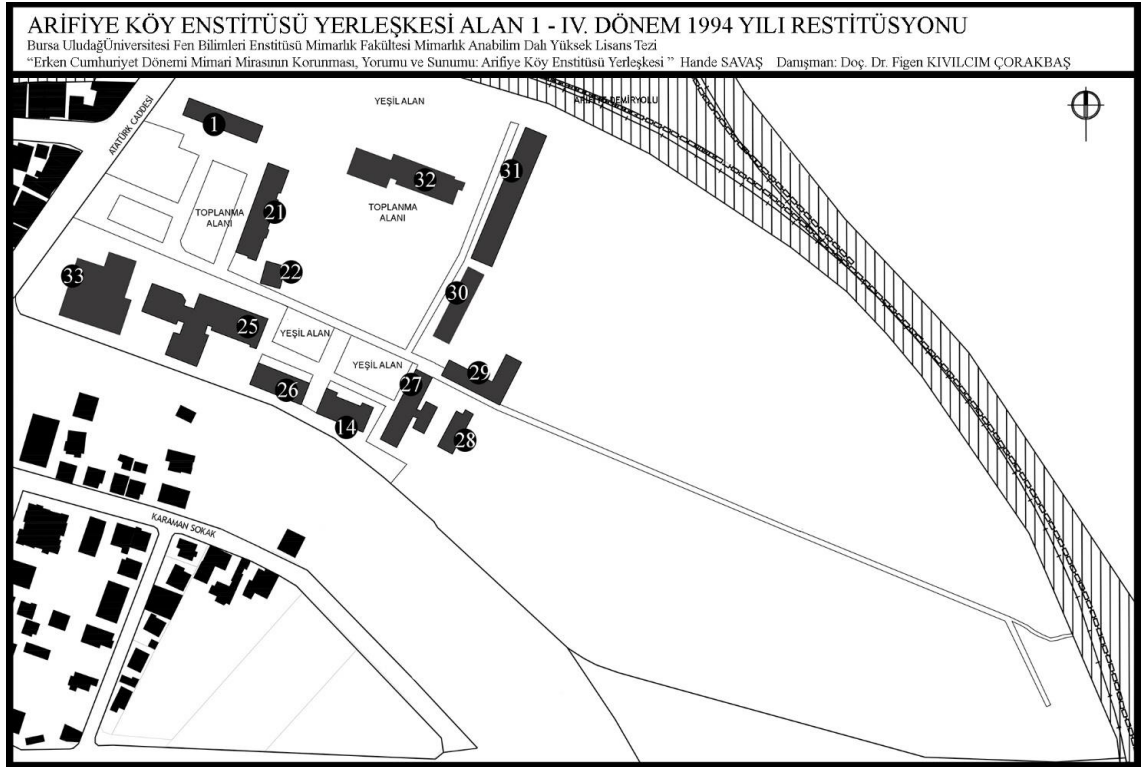 ARİFİYE KÖY ENSTİTÜSÜ YERLEŞKESİ ALAN 1 - IV. DÖNEM 1994 YILI RESTİTÜSYONU
Bursa UludağÜniversitesi Fen Bilimleri Enstitüsü Mimarlık Fakültesi Mimarlık Anabilim Dalı Yüksek Lisans Tezi
“Erken Cumhuriyet Dönemi Mimari Mirasının Korunması, Yorumu ve Sunumu: Arifiye Köy Enstitüsü Yerleşkesi ” Hande SAVAŞ Danışman: Doç. Dr. Figen KIVILCIM ÇORAKBAŞ
ATATÜRK CADDESİ
YEŞİL ALAN
DEMİRYOLU
1
31
32
21
TOPLANMA
ALANI
TOPLANMA
ALANI
22
33
30
25
YEŞİL ALAN
YEŞİL ALAN
29
27
26
14
28
KARAMAN SOKAK